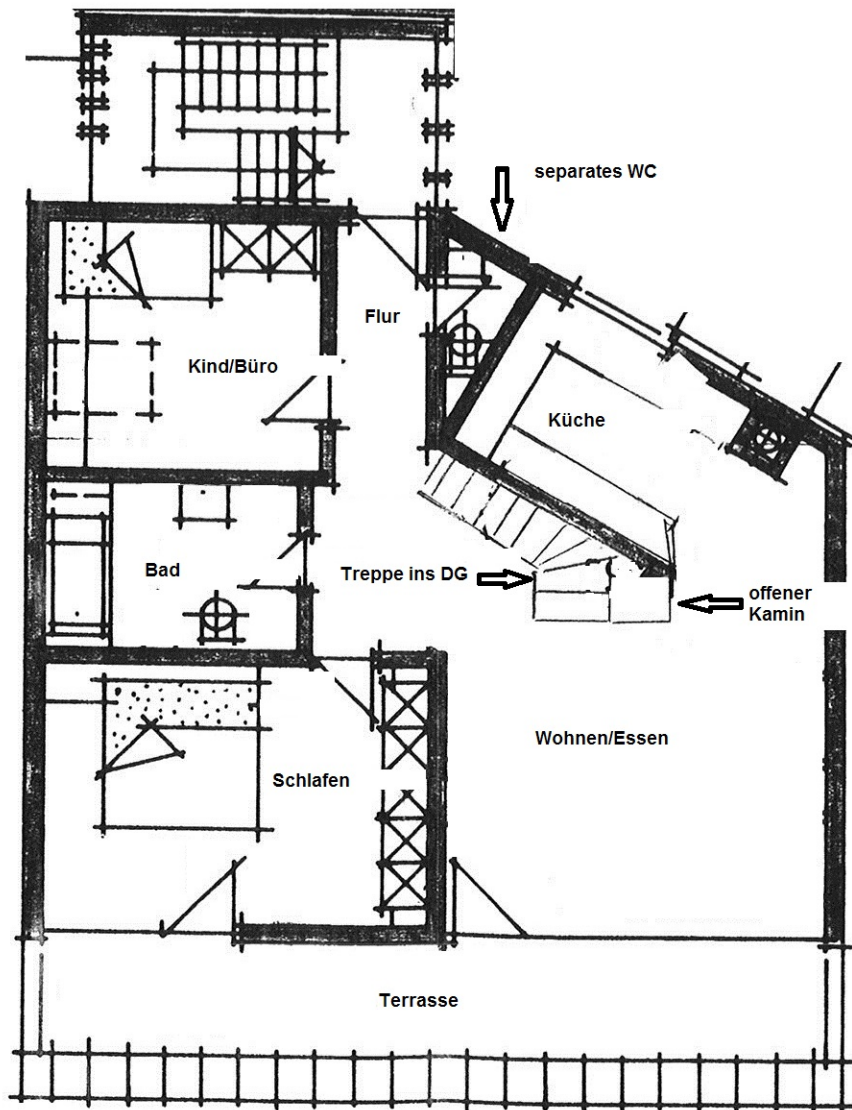 separates WC
Flur
Kind/Büro
Küche
Bad
Treppe ins DG
offener
Kamin
Wohnen/Essen
Schlafen
Terrasse